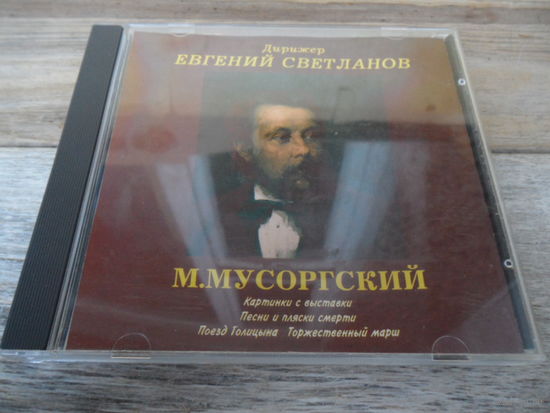 Дирижер
ЕВГЕНИЙ СВЕТЛАНОВ
М.МУСОРГСКИЙ
Картинки с выставки
Песни и пляски смерти
Поезд Голицына Торжественный марш